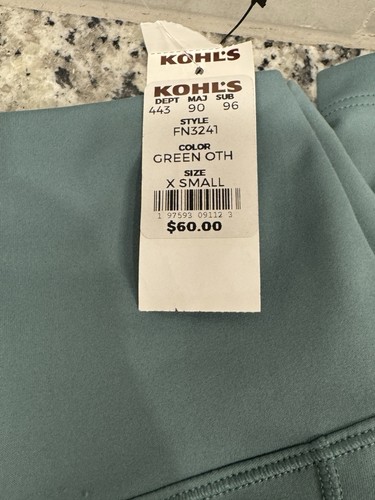 KOHL'S
KOHL'S
DEPT MAJ SUB
443 90 96
STYLE
FN3241
COLOR
GREEN OTH
SIZE
X SMALL
1 97593 09112 3
$60.00